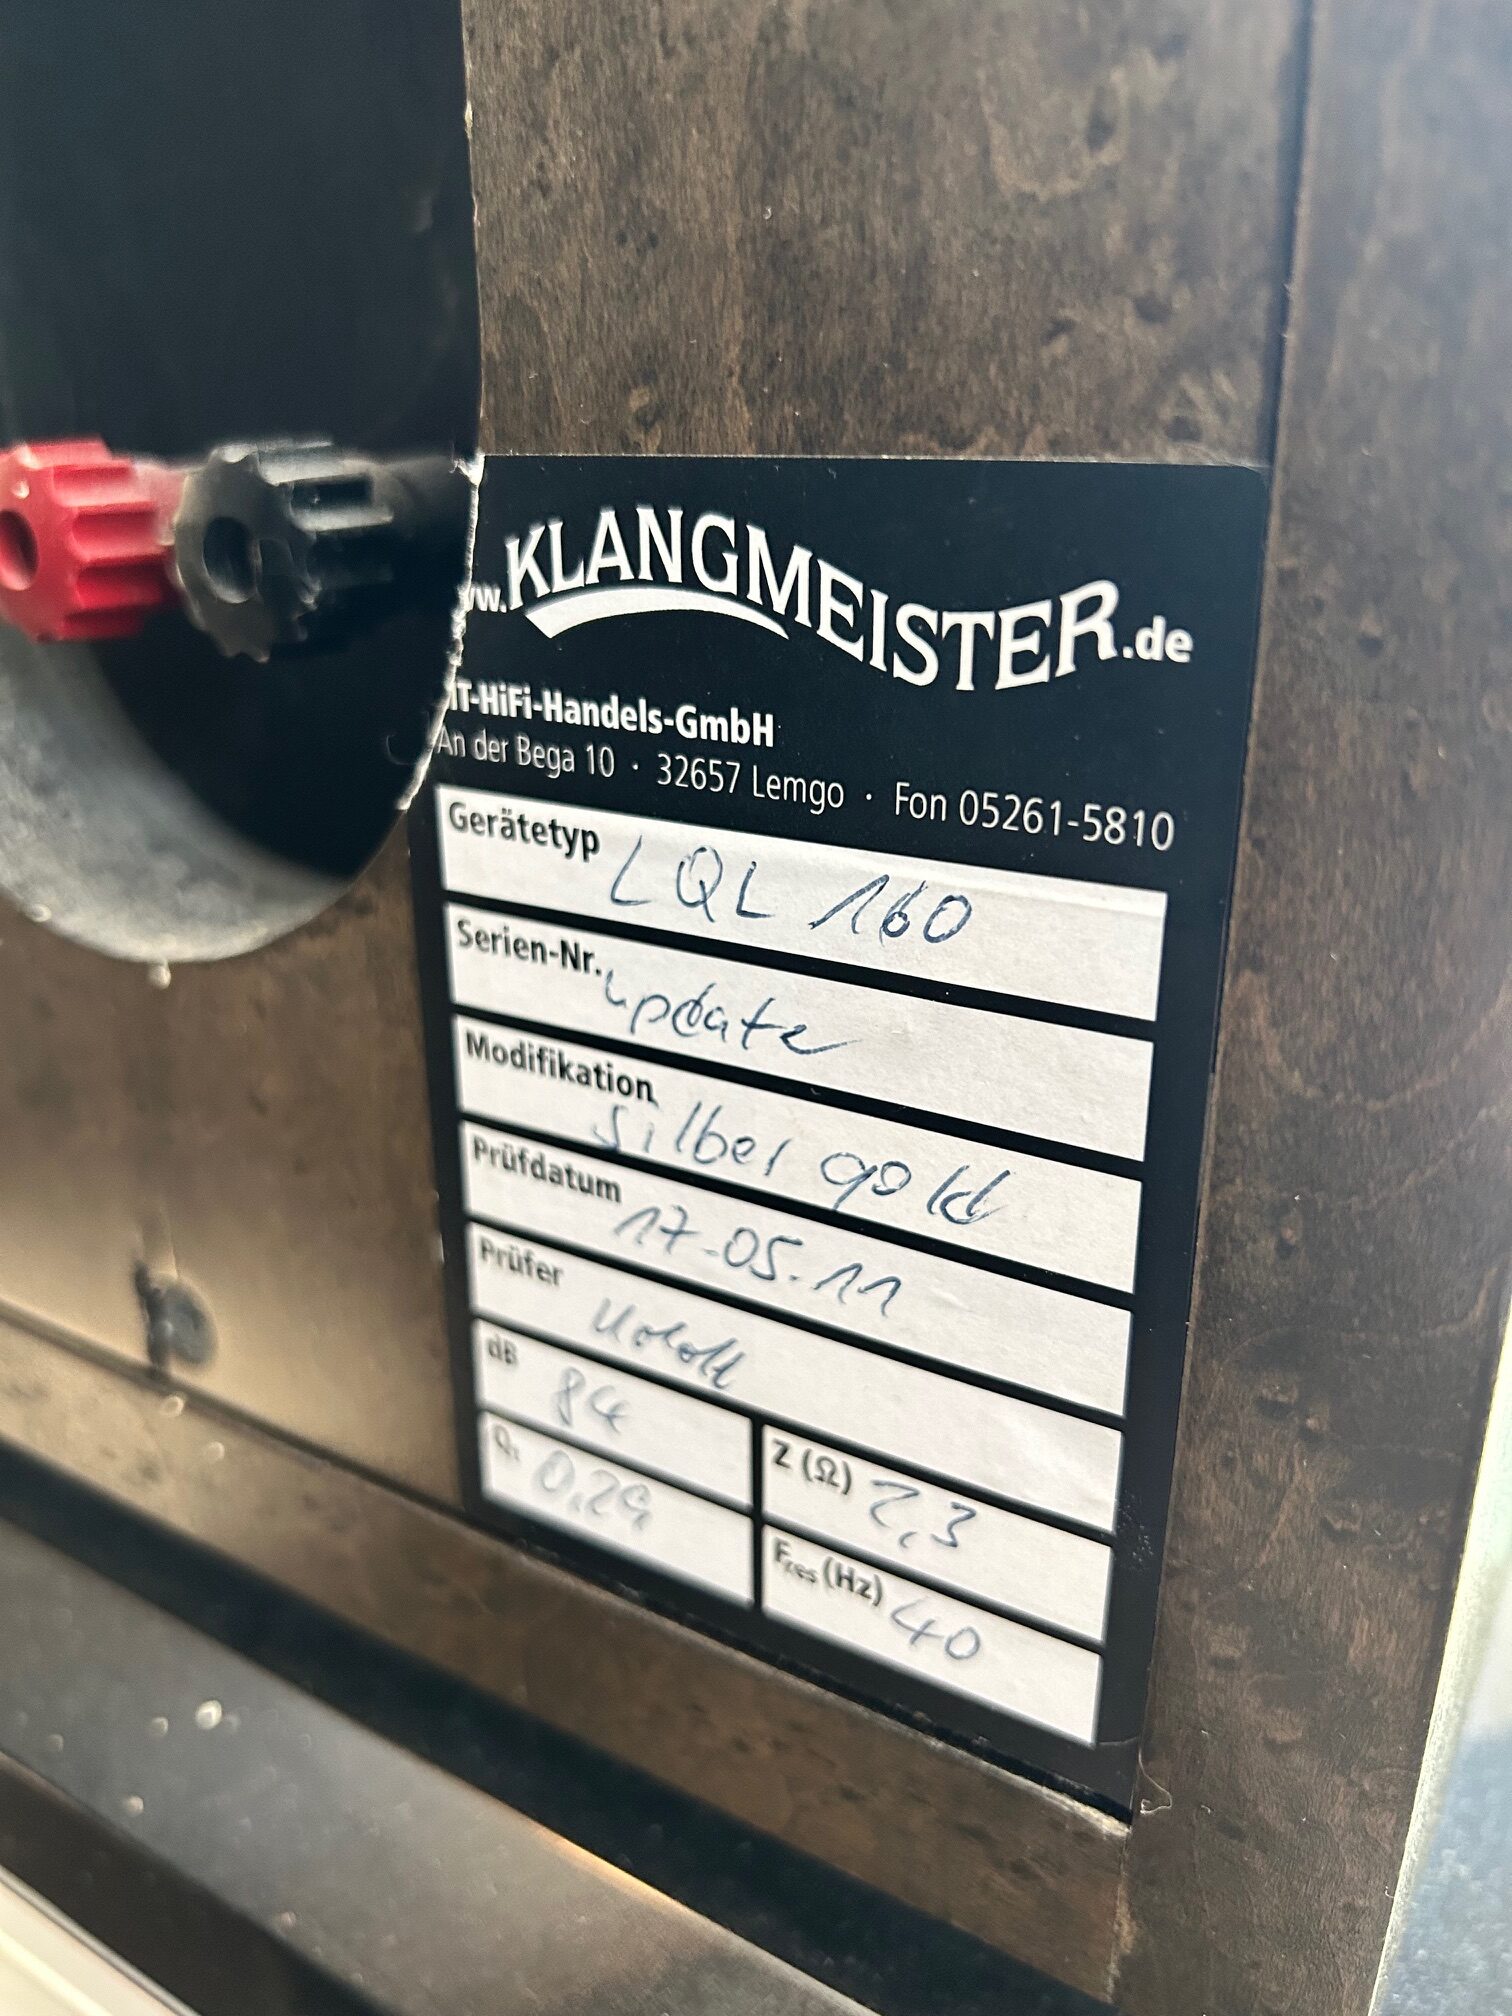 www.KLANGMEISTER.de
IT-HiFi-Handels-GmbH
An der Bega 10 · 32657 Lemgo · Fon 05261-5810
Gerätetyp LQL 160
Serien-Nr. update
Modifikation Silber gold
Prüfdatum 17.05.11
Prüfer
dB 84
Z (Ω) 7,3
Qt 0,29
Fres (Hz) 40